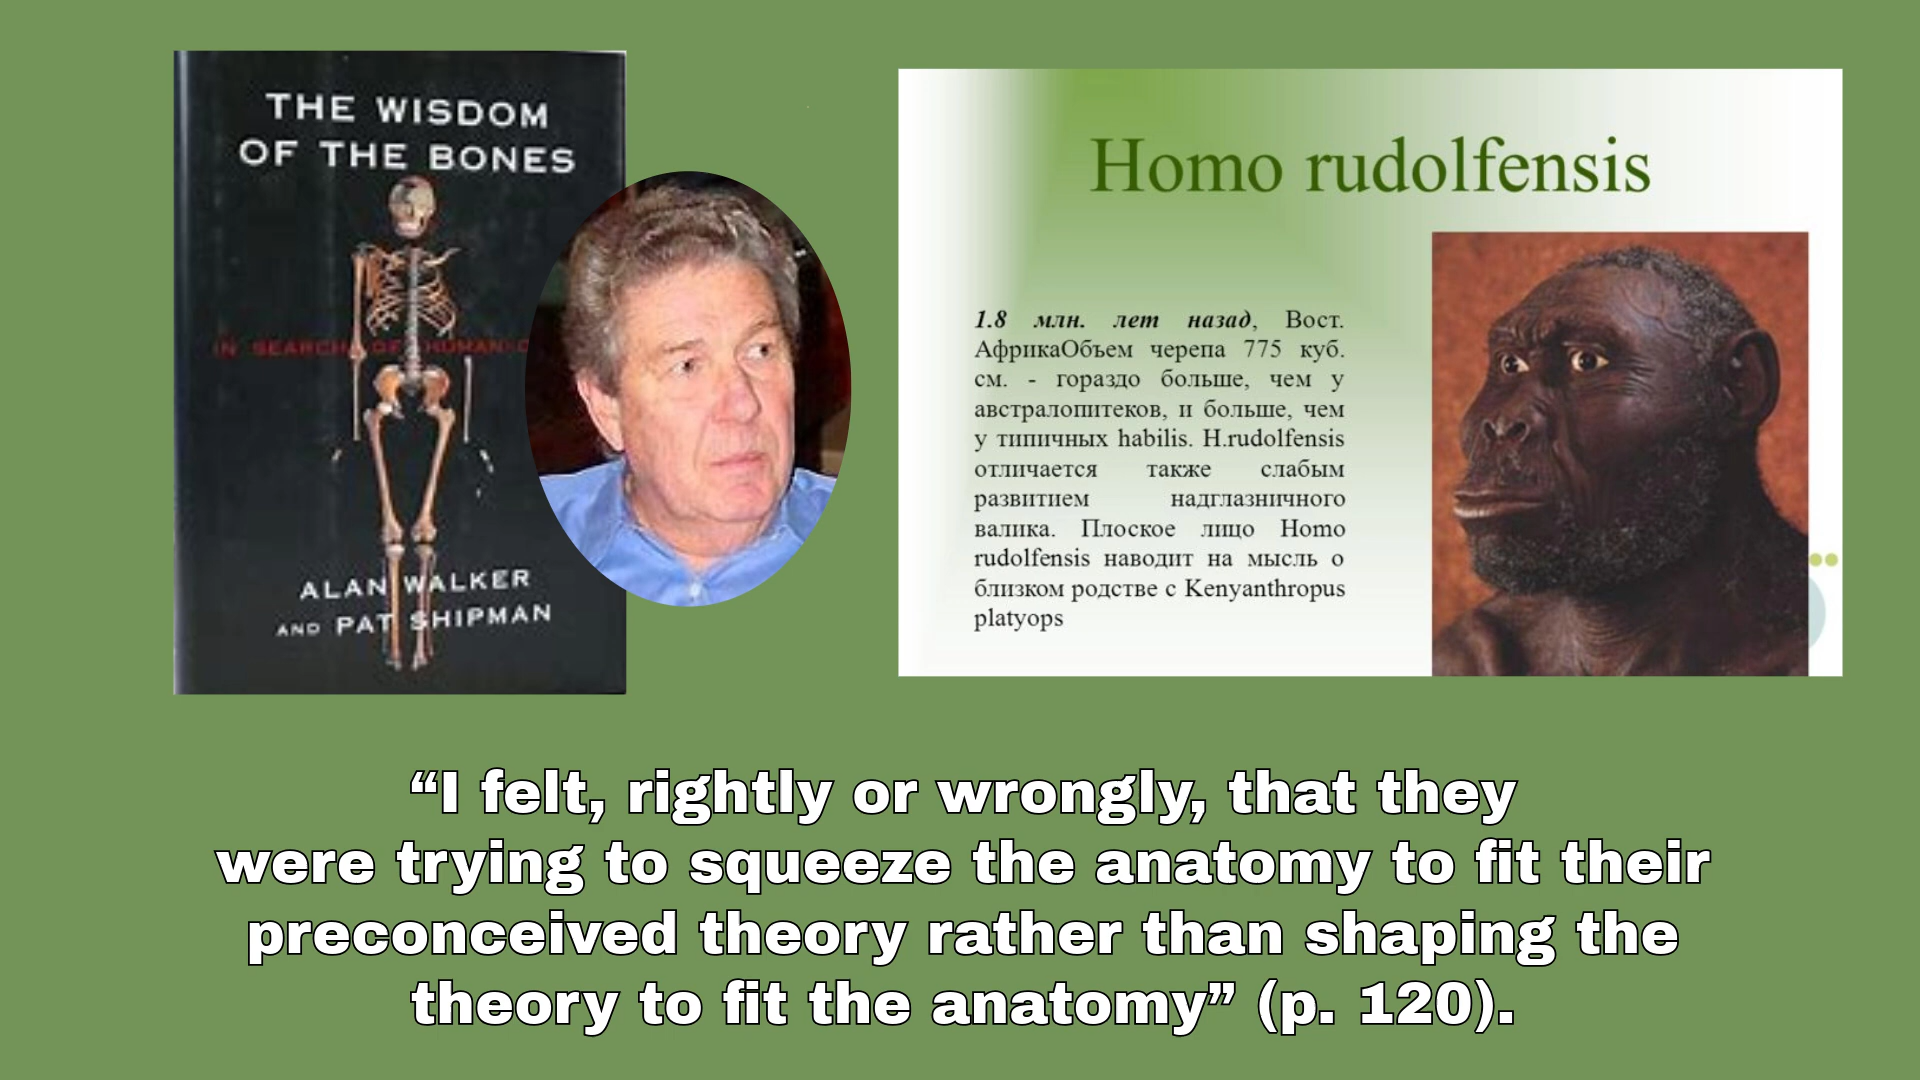 THE WISDOM
OF THE BONES
IN SEARCH OF HUMAN
ALAN WALKER
AND PAT SHIPMAN
Homo rudolfensis
1.8 млн. лет назад, Вост.
АфрикаОбъем черепа 775 куб.
см. - гораздо больше, чем у
австралопитеков, и больше, чем
у типичных habilis. H.rudolfensis
отличается также слабым
развитием надглазничного
валика. Плоское лицо Homo
rudolfensis наводит на мысль о
близком родстве с Kenyanthropus
platyops
“I felt, rightly or wrongly, that they
were trying to squeeze the anatomy to fit their
preconceived theory rather than shaping the
theory to fit the anatomy” (p. 120).